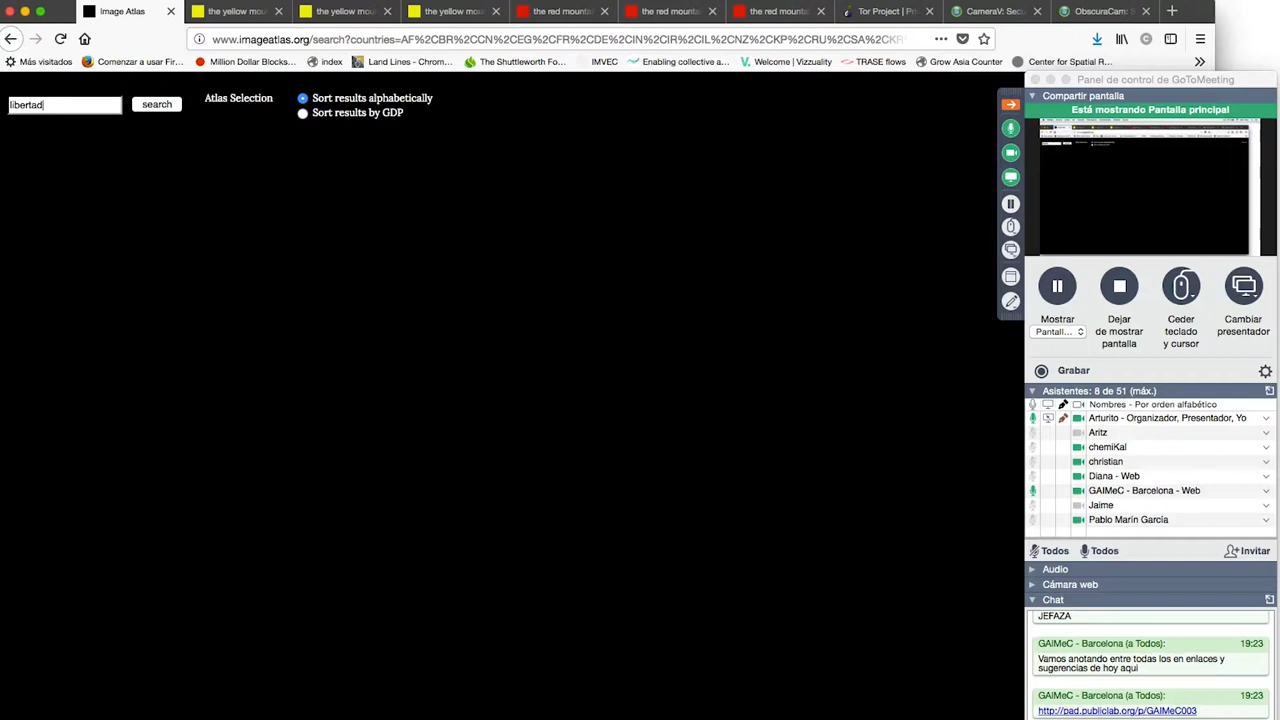 Image Atlas
the yellow mou
the yellow mou
the yellow mou
the red mountai
the red mountai
the red mountai
Tor Project | Pri
CameraV: Secu
ObscuraCam: S
www.imageatlas.org/search?countries=AF%2CBR%2CCN%2CEG%2CFR%2CDE%2CIN%2CIR%2CIL%2CNZ%2CKP%2CRU%2CSA%2CKR
Más visitados
Comenzar a usar Fir...
Million Dollar Blocks...
index
Land Lines - Chrom...
The Shuttleworth Fo...
IMVEC
Enabling collective a...
Welcome | Vizzuality
TRASE flows
Grow Asia Counter
Center for Spatial R
libertad
search
Atlas Selection
Sort results alphabetically
Sort results by GDP
Panel de control de GoToMeeting
Compartir pantalla
Está mostrando Pantalla principal
Mostrar
Pantall...
Dejar
de mostrar
pantalla
Ceder
teclado
y cursor
Cambiar
presentador
Grabar
Asistentes: 8 de 51 (máx.)
Nombres - Por orden alfabético
Arturito - Organizador, Presentador, Yo
Aritz
chemiKal
christian
Diana - Web
GAIMeC - Barcelona - Web
Jaime
Pablo Marín García
Todos
Todos
Invitar
Audio
Cámara web
Chat
JEFAZA
GAIMeC - Barcelona (a Todos): 19:23
Vamos anotando entre todas los en enlaces y
sugerencias de hoy aqui
GAIMeC - Barcelona (a Todos): 19:23
http://pad.publiclab.org/p/GAIMeC003